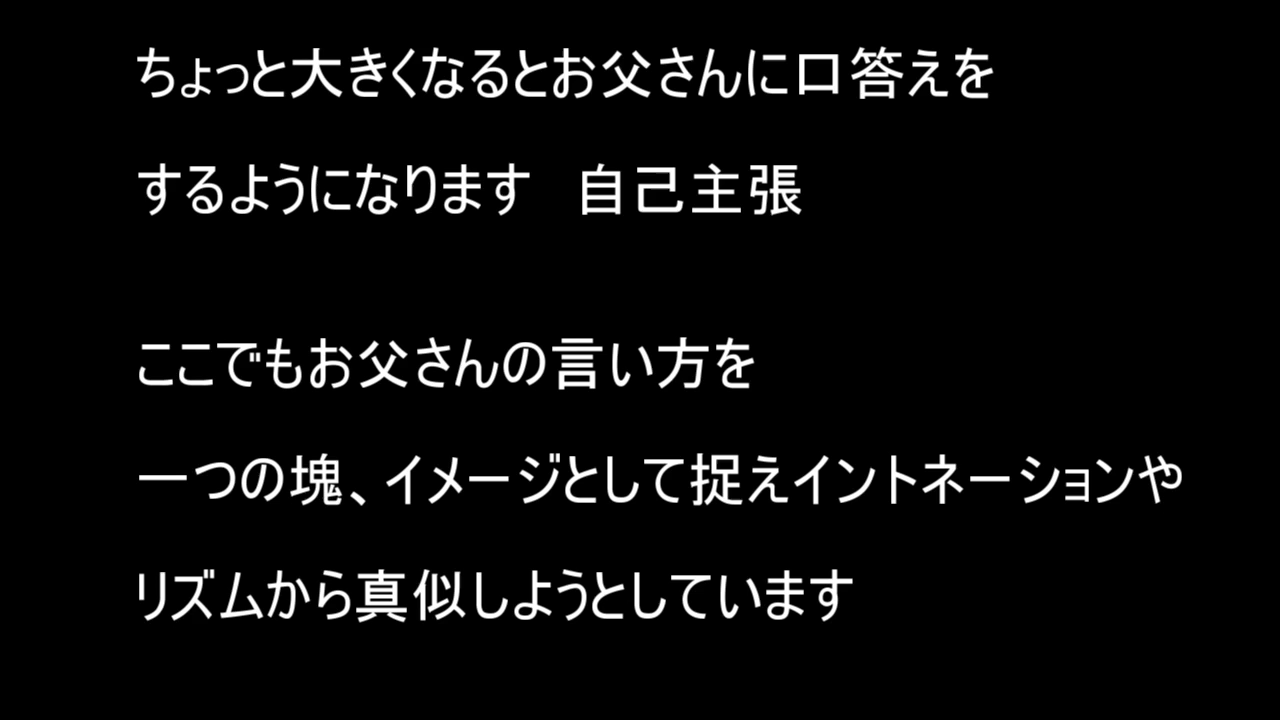 ちょっと大きくなるとお父さんに口答えを
するようになります　自己主張
ここでもお父さんの言い方を
一つの塊、イメージとして捉えイントネーションや
リズムから真似しようとしています